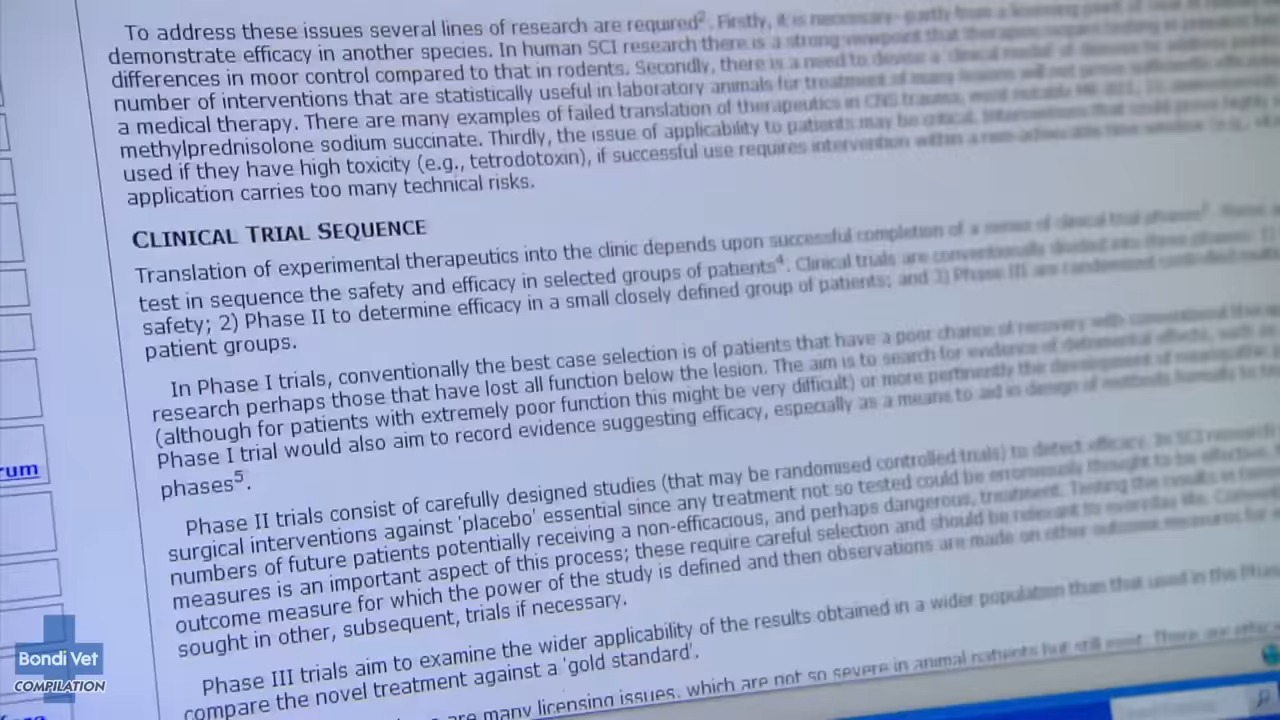 To address these issues several lines of research are required². Firstly, it is necessary
demonstrate efficacy in another species. In human SCI research there is a strong viewpoint that
differences in moor control compared to that in rodents. Secondly, there is a need to
number of interventions that are statistically useful in laboratory animals for treatment of
a medical therapy. There are many examples of failed translation of therapeutics in CNS trauma,
methylprednisolone sodium succinate. Thirdly, the issue of applicability to patients may be critical.
used if they have high toxicity (e.g., tetrodotoxin), if successful use requires intervention within a
application carries too many technical risks.
CLINICAL TRIAL SEQUENCE
Translation of experimental therapeutics into the clinic depends upon successful completion of a series of clinical trial phases
test in sequence the safety and efficacy in selected groups of patients⁴. Clinical trials are conventionally divided into three phases:
safety; 2) Phase II to determine efficacy in a small closely defined group of patients; and 3) Phase III are randomised controlled
patient groups.
In Phase I trials, conventionally the best case selection is of patients that have a poor chance of recovery with conventional
research perhaps those that have lost all function below the lesion. The aim is to search for evidence of detrimental effects, such as
(although for patients with extremely poor function this might be very difficult) or more pertinently the development of
Phase I trial would also aim to record evidence suggesting efficacy, especially as a means to aid in design of
phases⁵.
Phase II trials consist of carefully designed studies (that may be randomised controlled trials) to detect efficacy. In SCI research
surgical interventions against 'placebo' essential since any treatment not so tested could be erroneously thought to be effective,
numbers of future patients potentially receiving a non-efficacious, and perhaps dangerous, treatment. Testing the results in
measures is an important aspect of this process; these require careful selection and should be relevant to everyday life.
outcome measure for which the power of the study is defined and then observations are made on other outcome measures for
sought in other, subsequent, trials if necessary.
Phase III trials aim to examine the wider applicability of the results obtained in a wider population than that used in the
compare the novel treatment against a 'gold standard'.
are many licensing issues, which are not so severe in animal patients but still exist. There are
rum
Bondi Vet
COMPILATION